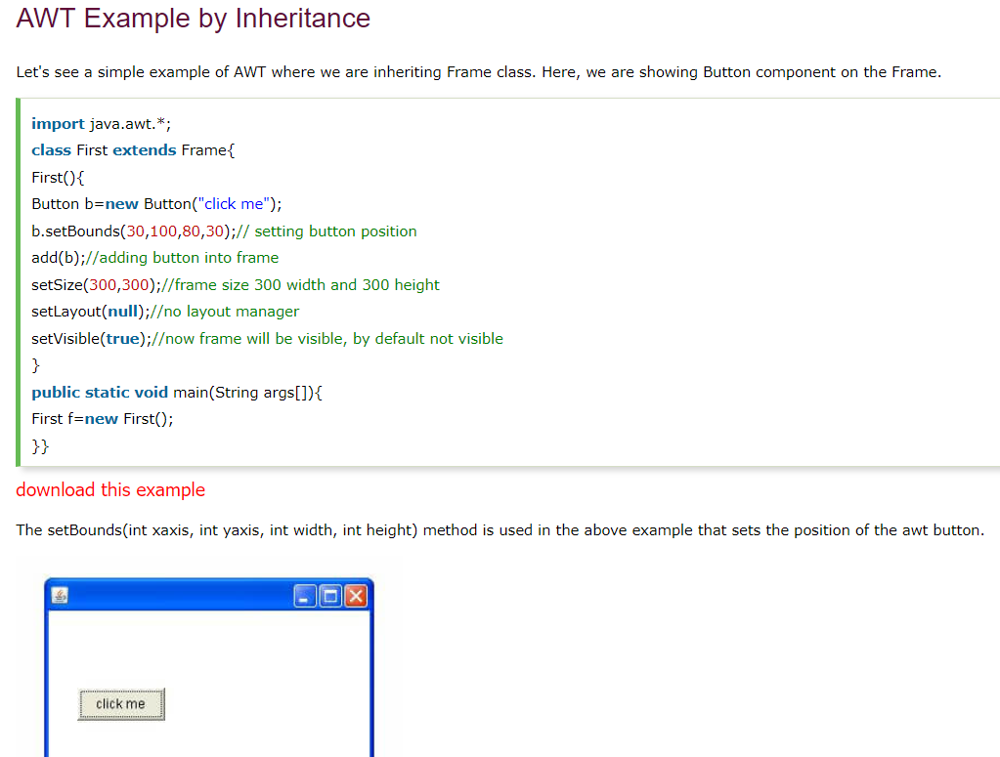 AWT Example by Inheritance
Let's see a simple example of AWT where we are inheriting Frame class. Here, we are showing Button component on the Frame.
import java.awt.*;
class First extends Frame{
First(){
Button b=new Button("click me");
b.setBounds(30,100,80,30);// setting button position
add(b);//adding button into frame
setSize(300,300);//frame size 300 width and 300 height
setLayout(null);//no layout manager
setVisible(true);//now frame will be visible, by default not visible
}
public static void main(String args[]){
First f=new First();
}}
download this example
The setBounds(int xaxis, int yaxis, int width, int height) method is used in the above example that sets the position of the awt button.
click me